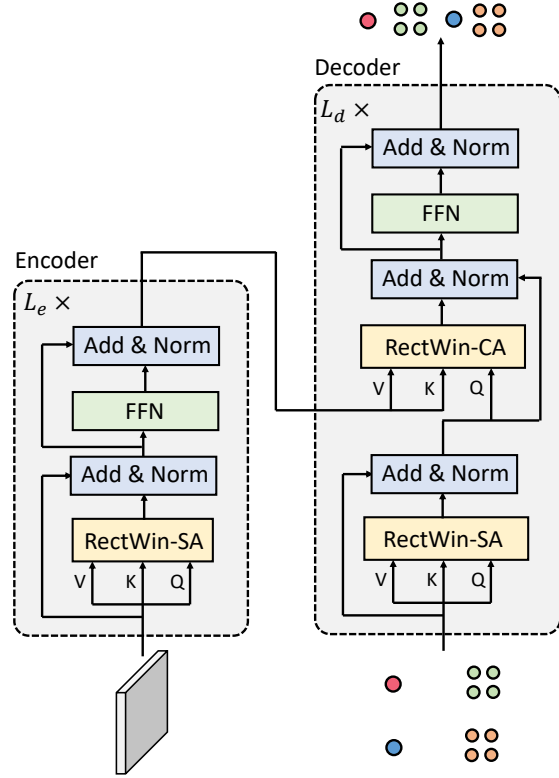 Decoder
L_d ×
Add & Norm
FFN
Add & Norm
RectWin-CA
V K Q
Add & Norm
RectWin-SA
V K Q
Encoder
L_e ×
Add & Norm
FFN
Add & Norm
RectWin-SA
V K Q